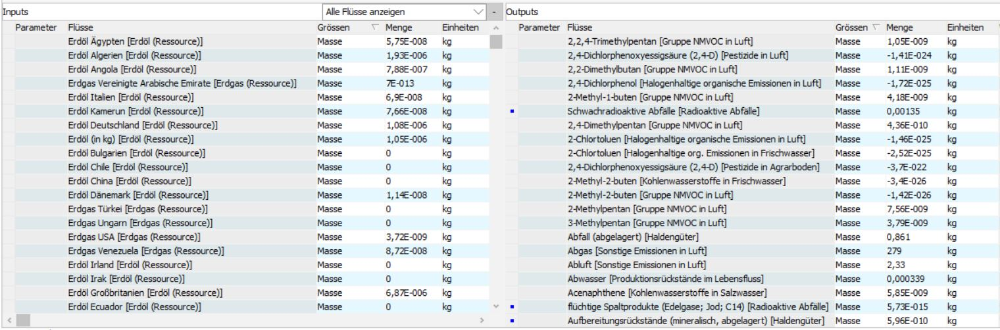 Inputs Alle Flüsse anzeigen - Outputs
Parameter Flüsse Grössen Menge Einheiten Parameter Flüsse Grössen Menge Einheiten
Erdöl Ägypten [Erdöl (Ressource)] Masse 5,75E-008 kg 2,2,4-Trimethylpentan [Gruppe NMVOC in Luft] Masse 1,05E-009 kg
Erdöl Algerien [Erdöl (Ressource)] Masse 1,93E-006 kg 2,4-Dichlorphenoxyessigsäure (2,4-D) [Pestizide in Luft] Masse -1,41E-024 kg
Erdöl Angola [Erdöl (Ressource)] Masse 7,88E-007 kg 2,2-Dimethylbutan [Gruppe NMVOC in Luft] Masse 1,11E-009 kg
Erdgas Vereinigte Arabische Emirate [Erdgas (Ressource)] Masse 7E-013 kg 2,4-Dichlorphenol [Halogenhaltige organische Emissionen in Luft] Masse -1,72E-025 kg
Erdöl Italien [Erdöl (Ressource)] Masse 6,9E-008 kg 2-Methyl-1-buten [Gruppe NMVOC in Luft] Masse 4,18E-009 kg
Erdöl Kamerun [Erdöl (Ressource)] Masse 7,66E-008 kg Schwachradioaktive Abfälle [Radioaktive Abfälle] Masse 0,00135 kg
Erdöl Deutschland [Erdöl (Ressource)] Masse 1,08E-006 kg 2,4-Dimethylpentan [Gruppe NMVOC in Luft] Masse 4,36E-010 kg
Erdöl (in kg) [Erdöl (Ressource)] Masse 1,05E-006 kg 2-Chlortoluen [Halogenhaltige organische Emissionen in Luft] Masse -1,46E-025 kg
Erdöl Bulgarien [Erdöl (Ressource)] Masse 0 kg 2-Chlortoluen [Halogenhaltige org. Emissionen in Frischwasser] Masse -2,52E-025 kg
Erdöl Chile [Erdöl (Ressource)] Masse 0 kg 2,4-Dichlorphenoxyessigsäure (2,4-D) [Pestizide in Agrarboden] Masse -3,7E-022 kg
Erdöl China [Erdöl (Ressource)] Masse 0 kg 2-Methyl-2-buten [Kohlenwasserstoffe in Frischwasser] Masse -3,4E-026 kg
Erdöl Dänemark [Erdöl (Ressource)] Masse 1,14E-008 kg 2-Methyl-2-buten [Gruppe NMVOC in Luft] Masse -1,42E-026 kg
Erdgas Türkei [Erdgas (Ressource)] Masse 0 kg 2-Methylpentan [Gruppe NMVOC in Luft] Masse 7,56E-009 kg
Erdgas Ungarn [Erdgas (Ressource)] Masse 0 kg 3-Methylpentan [Gruppe NMVOC in Luft] Masse 3,79E-009 kg
Erdgas USA [Erdgas (Ressource)] Masse 3,72E-009 kg Abfall (abgelagert) [Haldengüter] Masse 0,861 kg
Erdgas Venezuela [Erdgas (Ressource)] Masse 8,72E-008 kg Abgas [Sonstige Emissionen in Luft] Masse 279 kg
Erdöl Irland [Erdöl (Ressource)] Masse 0 kg Abluft [Sonstige Emissionen in Luft] Masse 2,33 kg
Erdöl Irak [Erdöl (Ressource)] Masse 0 kg Abwasser [Produktionsrückstände im Lebensfluss] Masse 0,000339 kg
Erdöl Großbritanien [Erdöl (Ressource)] Masse 6,87E-006 kg Acenaphthene [Kohlenwasserstoffe in Salzwasser] Masse 5,85E-009 kg
Erdöl Ecuador [Erdöl (Ressource)] Masse 0 kg flüchtige Spaltprodukte (Edelgase; Jod; C14) [Radioaktive Abfälle] Masse 5,73E-015 kg
Aufbereitungsrückstände (mineralisch, abgelagert) [Haldengüter] Masse 5,96E-010 kg